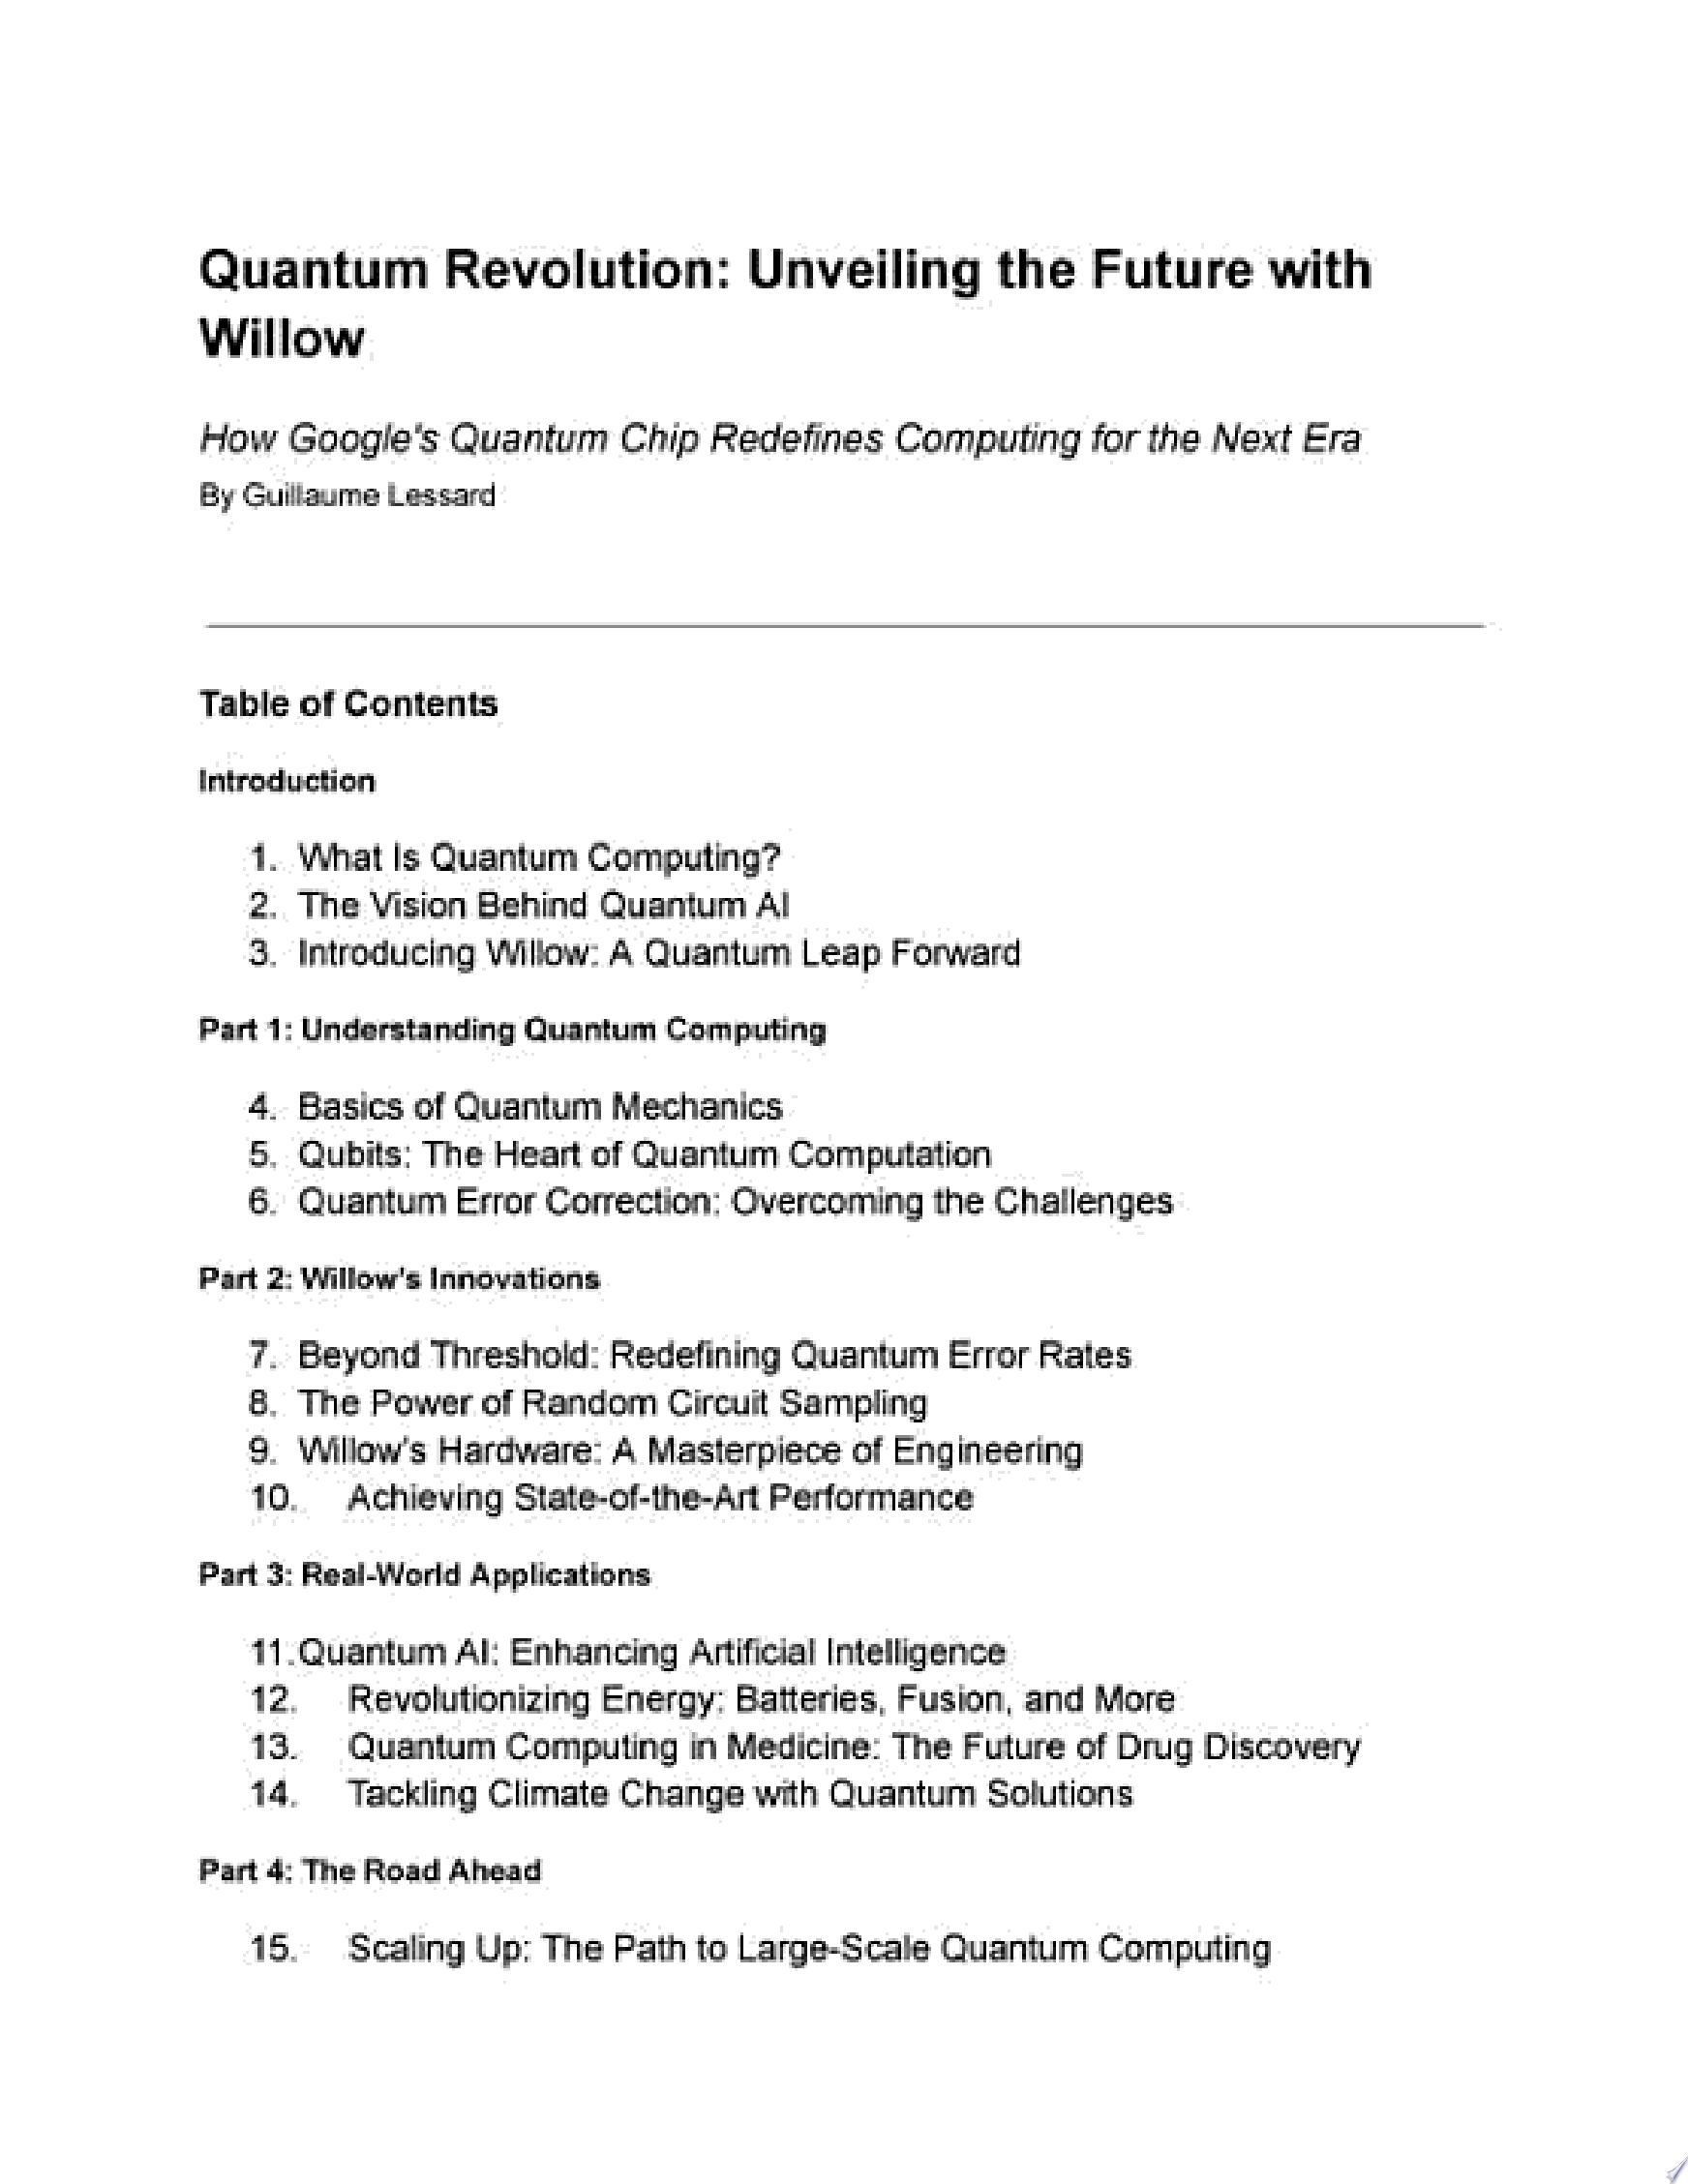 Quantum Revolution: Unveiling the Future with
Willow
How Google's Quantum Chip Redefines Computing for the Next Era
By Guillaume Lessard
Table of Contents
Introduction
1. What Is Quantum Computing?
2. The Vision Behind Quantum AI
3. Introducing Willow: A Quantum Leap Forward
Part 1: Understanding Quantum Computing
4. Basics of Quantum Mechanics
5. Qubits: The Heart of Quantum Computation
6. Quantum Error Correction: Overcoming the Challenges
Part 2: Willow's Innovations
7. Beyond Threshold: Redefining Quantum Error Rates
8. The Power of Random Circuit Sampling
9. Willow's Hardware: A Masterpiece of Engineering
10. Achieving State-of-the-Art Performance
Part 3: Real-World Applications
11.Quantum AI: Enhancing Artificial Intelligence
12. Revolutionizing Energy: Batteries, Fusion, and More
13. Quantum Computing in Medicine: The Future of Drug Discovery
14. Tackling Climate Change with Quantum Solutions
Part 4: The Road Ahead
15. Scaling Up: The Path to Large-Scale Quantum Computing